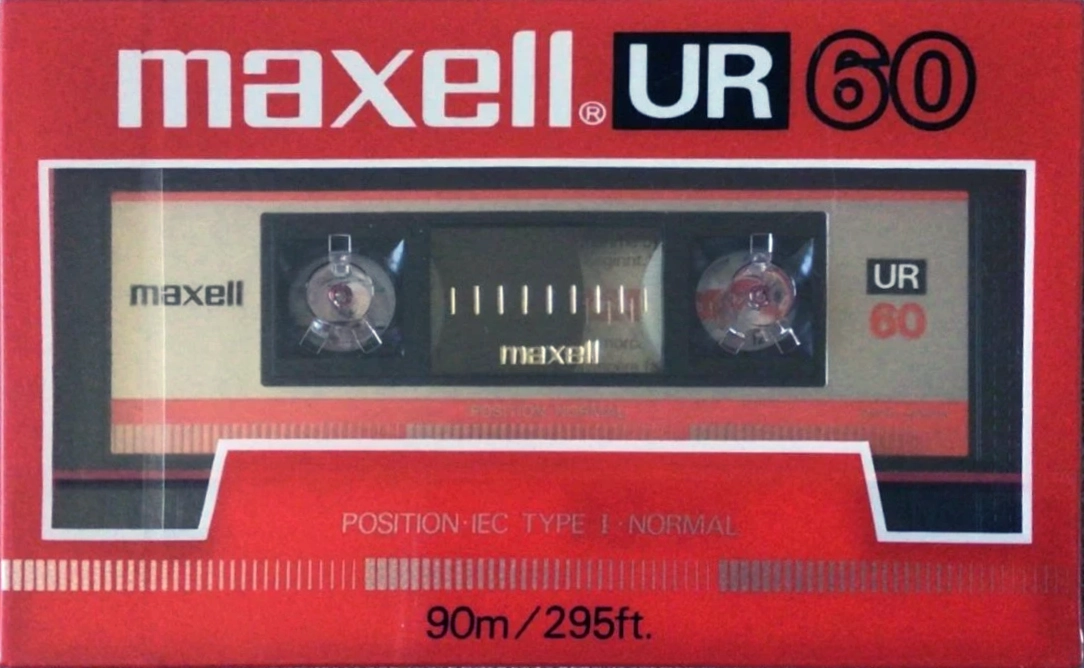 maxell® UR 60
maxell
UR
60
maxell
POSITION NORMAL
POSITION·IEC TYPE I·NORMAL
90m/295ft.